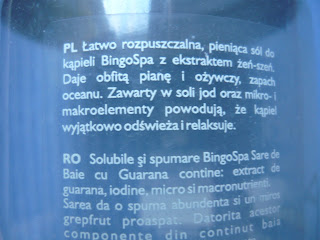 PL Łatwo rozpuszczalna, pieniąca sól do
kąpieli BingoSpa z ekstraktem żeń-szeń.
Daje obfitą pianę i ożywczy, zapach
oceanu. Zawarty w soli jod oraz mikro- i
makroelementy powodują, że kąpiel
wyjątkowo odświeża i relaksuje.
RO Solubile şi spumare BingoSpa Sare de
Baie cu Guarana contine: extract de
guarana, iodine, micro si macronutrienti.
Sarea da o spuma abundenta si un miros
grepfrut proaspat. Datorita acestor
componente din continut baia